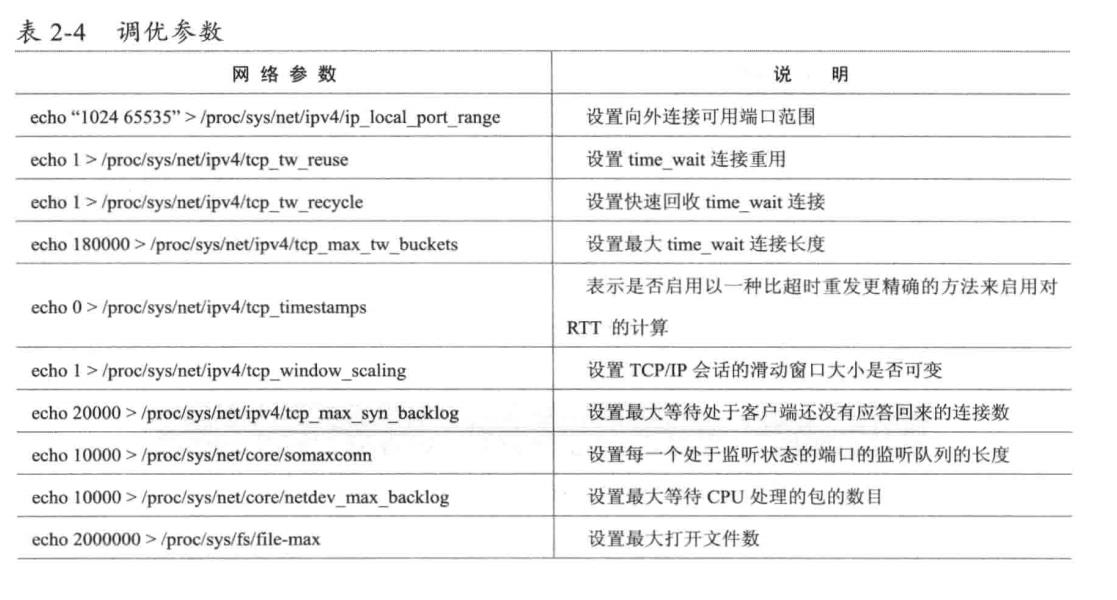 表 2-4 调优参数
网 络 参 数 说 明
echo “1024 65535” > /proc/sys/net/ipv4/ip_local_port_range 设置向外连接可用端口范围
echo 1 > /proc/sys/net/ipv4/tcp_tw_reuse 设置 time_wait 连接重用
echo 1 > /proc/sys/net/ipv4/tcp_tw_recycle 设置快速回收 time_wait 连接
echo 180000 > /proc/sys/net/ipv4/tcp_max_tw_buckets 设置最大 time_wait 连接长度
echo 0 > /proc/sys/net/ipv4/tcp_timestamps 表示是否启用以一种比超时重发更精确的方法来启用对
RTT 的计算
echo 1 > /proc/sys/net/ipv4/tcp_window_scaling 设置 TCP/IP 会话的滑动窗口大小是否可变
echo 20000 > /proc/sys/net/ipv4/tcp_max_syn_backlog 设置最大等待处于客户端还没有应答回来的连接数
echo 10000 > /proc/sys/net/core/somaxconn 设置每一个处于监听状态的端口的监听队列的长度
echo 10000 > /proc/sys/net/core/netdev_max_backlog 设置最大等待 CPU 处理的包的数目
echo 2000000 > /proc/sys/fs/file-max 设置最大打开文件数